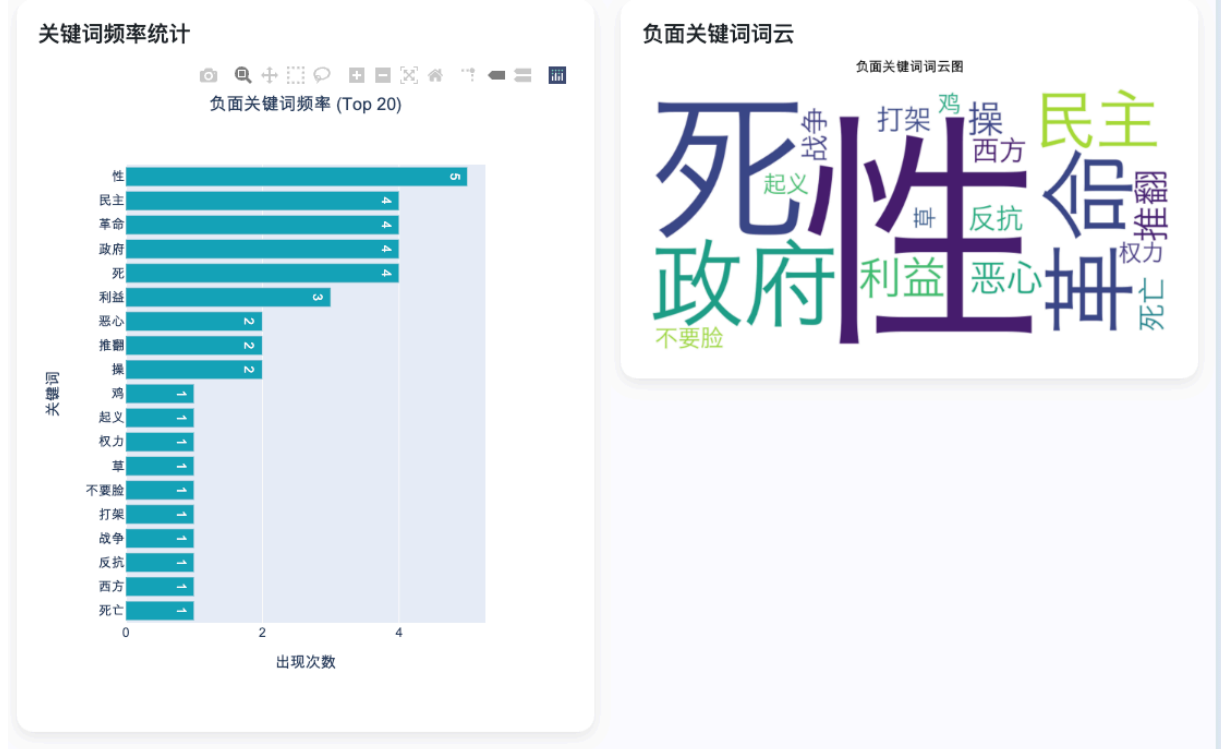 关键词频率统计
负面关键词频率 (Top 20)
关键词
性 5
民主 4
革命 4
政府 4
死 4
利益 3
恶心 2
推翻 2
操 2
鸡 1
起义 1
权力 1
草 1
不要脸 1
打架 1
战争 1
反抗 1
西方 1
死亡 1
0 2 4
出现次数
负面关键词词云
负面关键词词云图
死
战争
打架
鸡
操
民主
西方
起义
性
草
反抗
革命
推翻
权力
政府
利益
恶心
死亡
不要脸